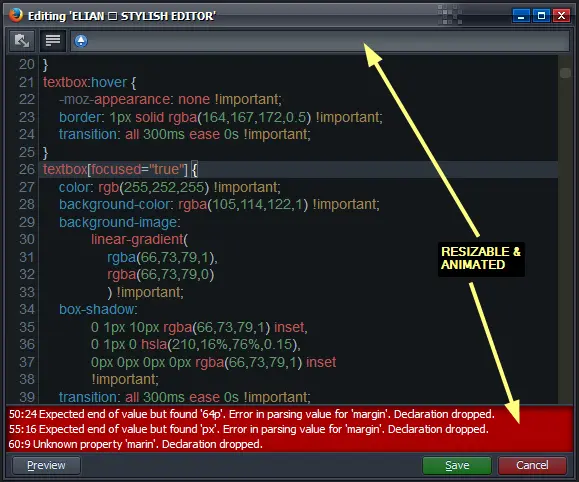 Editing 'ELIAN □ STYLISH EDITOR'
20 }
21 textbox:hover {
22 -moz-appearance: none !important;
23 border: 1px solid rgba(164,167,172,0.5) !important;
24 transition: all 300ms ease 0s !important;
25 }
26 textbox[focused="true"] {
27 color: rgb(255,252,255) !important;
28 background-color: rgba(105,114,122,1) !important;
29 background-image:
30 linear-gradient(
31 rgba(66,73,79,1),
32 rgba(66,73,79,0)
33 ) !important;
34 box-shadow:
35 0 1px 10px rgba(66,73,79,1) inset,
36 0 1px 0 hsla(210,16%,76%,0.15),
37 0px 0px 0px 0px rgba(66,73,79,1) inset
38 !important;
39 transition: all 300ms ease 0s !important;
RESIZABLE &
ANIMATED
50:24 Expected end of value but found '64p'. Error in parsing value for 'margin'. Declaration dropped.
55:16 Expected end of value but found 'px'. Error in parsing value for 'margin'. Declaration dropped.
60:9 Unknown property 'marin'. Declaration dropped.
Preview Save Cancel